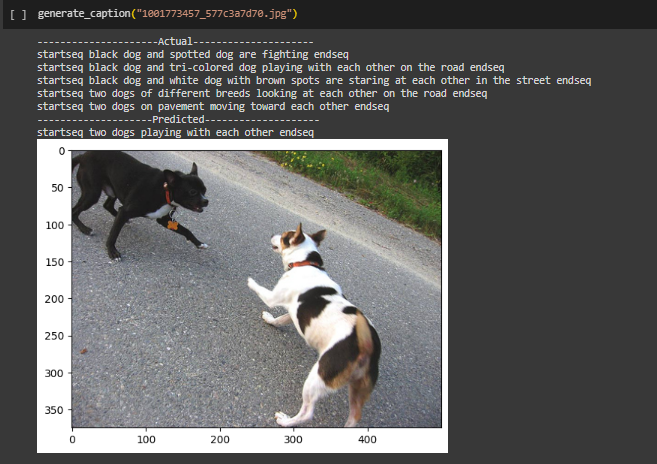 [ ] generate_caption("1001773457_577c3a7d70.jpg")
---------------------Actual---------------------
startseq black dog and spotted dog are fighting endseq
startseq black dog and tri-colored dog playing with each other on the road endseq
startseq black dog and white dog with brown spots are staring at each other in the street endseq
startseq two dogs of different breeds looking at each other on the road endseq
startseq two dogs on pavement moving toward each other endseq
--------------------Predicted--------------------
startseq two dogs playing with each other endseq
0
50
100
150
200
250
300
350
0 100 200 300 400